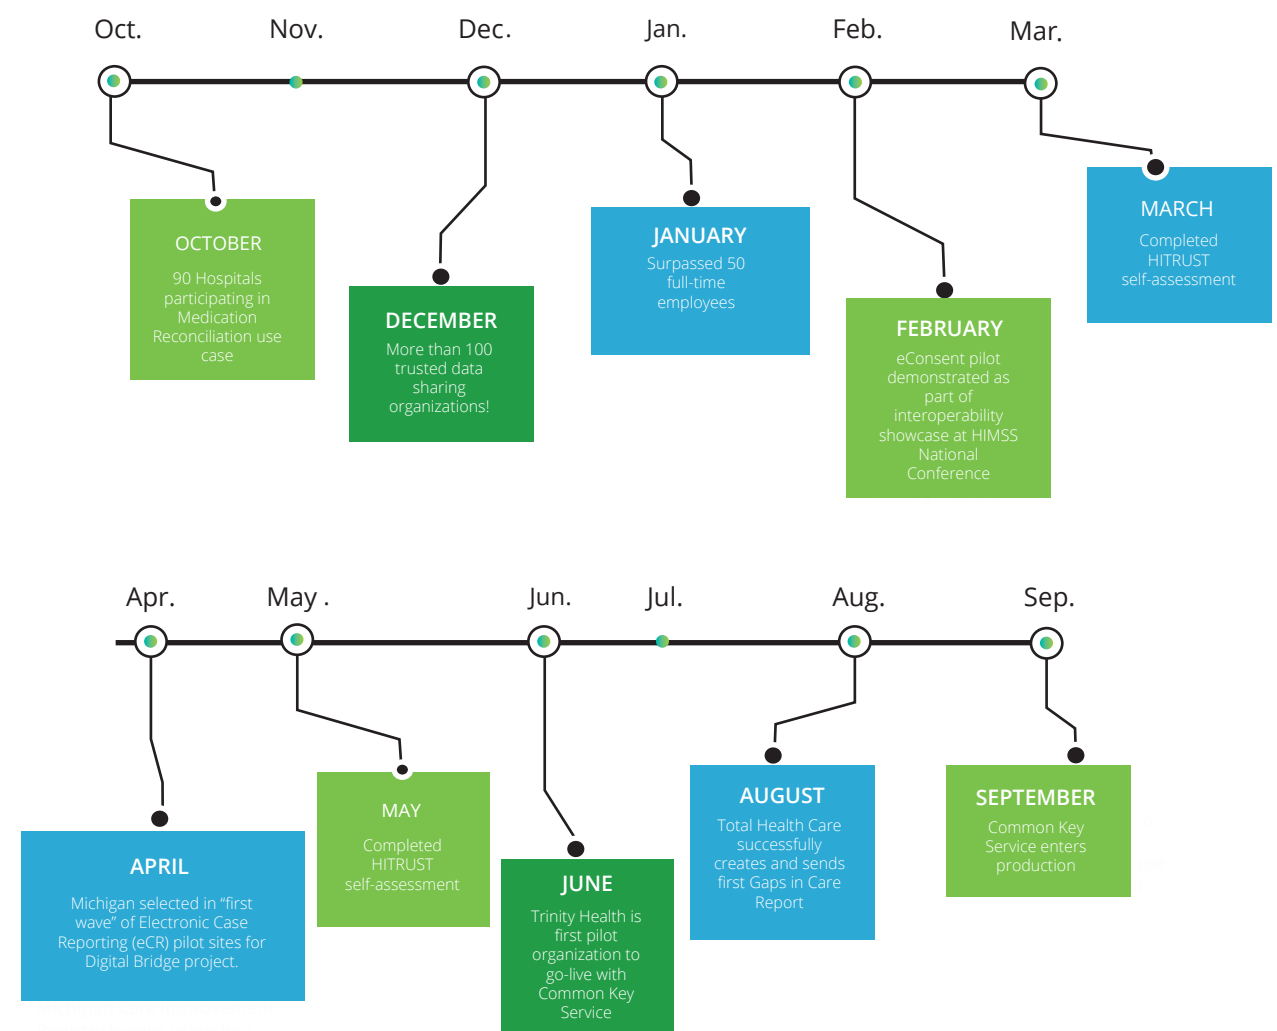 Oct.
Nov.
Dec.
Jan.
Feb.
Mar.
OCTOBER
90 Hospitals
participating in
Medication
Reconciliation use
case
DECEMBER
More than 100
trusted data
sharing
organizations!
JANUARY
Surpassed 50
full-time
employees
FEBRUARY
eConsent pilot
demonstrated as
part of
interoperability
showcase at HIMSS
National
Conference
MARCH
Completed
HITRUST
self-assessment
Apr.
May .
Jun.
Jul.
Aug.
Sep.
APRIL
Michigan selected in “first
wave” of Electronic Case
Reporting (eCR) pilot sites for
Digital Bridge project.
MAY
Completed
HITRUST
self-assessment
JUNE
Trinity Health is
first pilot
organization to
go-live with
Common Key
Service
AUGUST
Total Health Care
successfully
creates and sends
first Gaps in Care
Report
SEPTEMBER
Common Key
Service enters
production